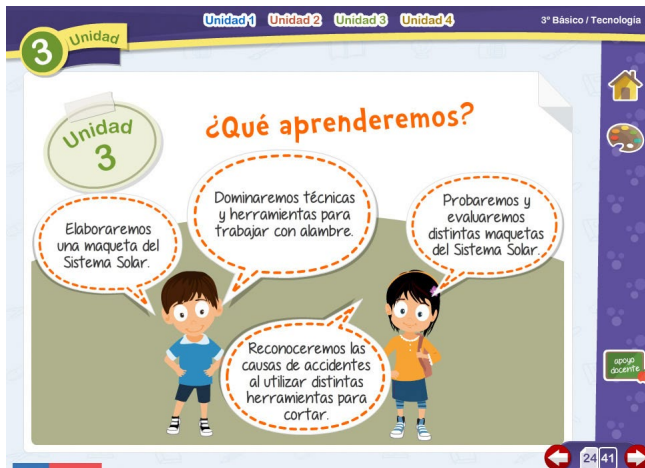 Unidad 1 Unidad 2 Unidad 3 Unidad 4
3° Básico / Tecnología
3 Unidad
Unidad
3
¿Qué aprenderemos?
Elaboraremos
una maqueta del
Sistema Solar.
Dominaremos técnicas
y herramientas para
trabajar con alambre.
Probaremos y
evaluaremos
distintas maquetas
del Sistema Solar.
Reconoceremos las
causas de accidentes
al utilizar distintas
herramientas para
cortar.
apoyo
docente
24 41